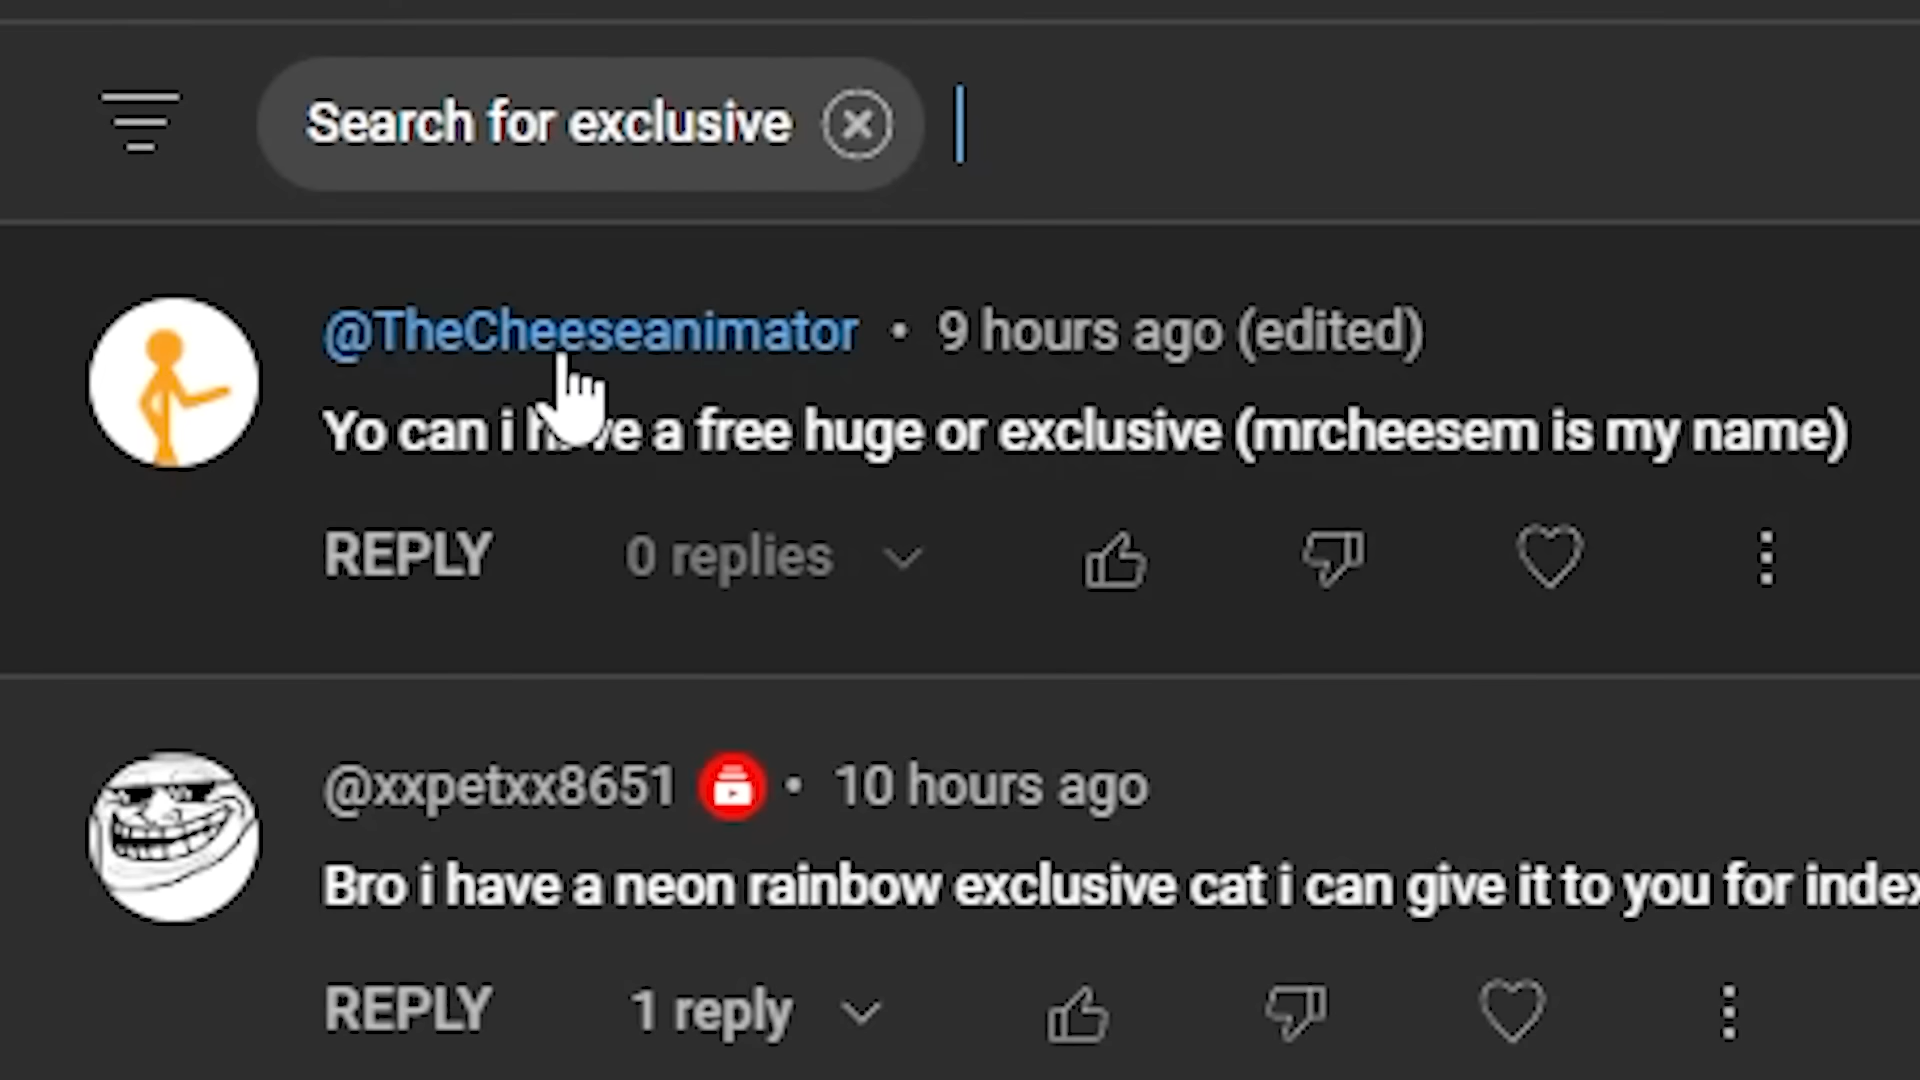 Search for exclusive
@TheCheeseanimator • 9 hours ago (edited)
Yo can i have a free huge or exclusive (mrcheesem is my name)
REPLY 0 replies
@xxpetxx8651 • 10 hours ago
Bro i have a neon rainbow exclusive cat i can give it to you for index
REPLY 1 reply